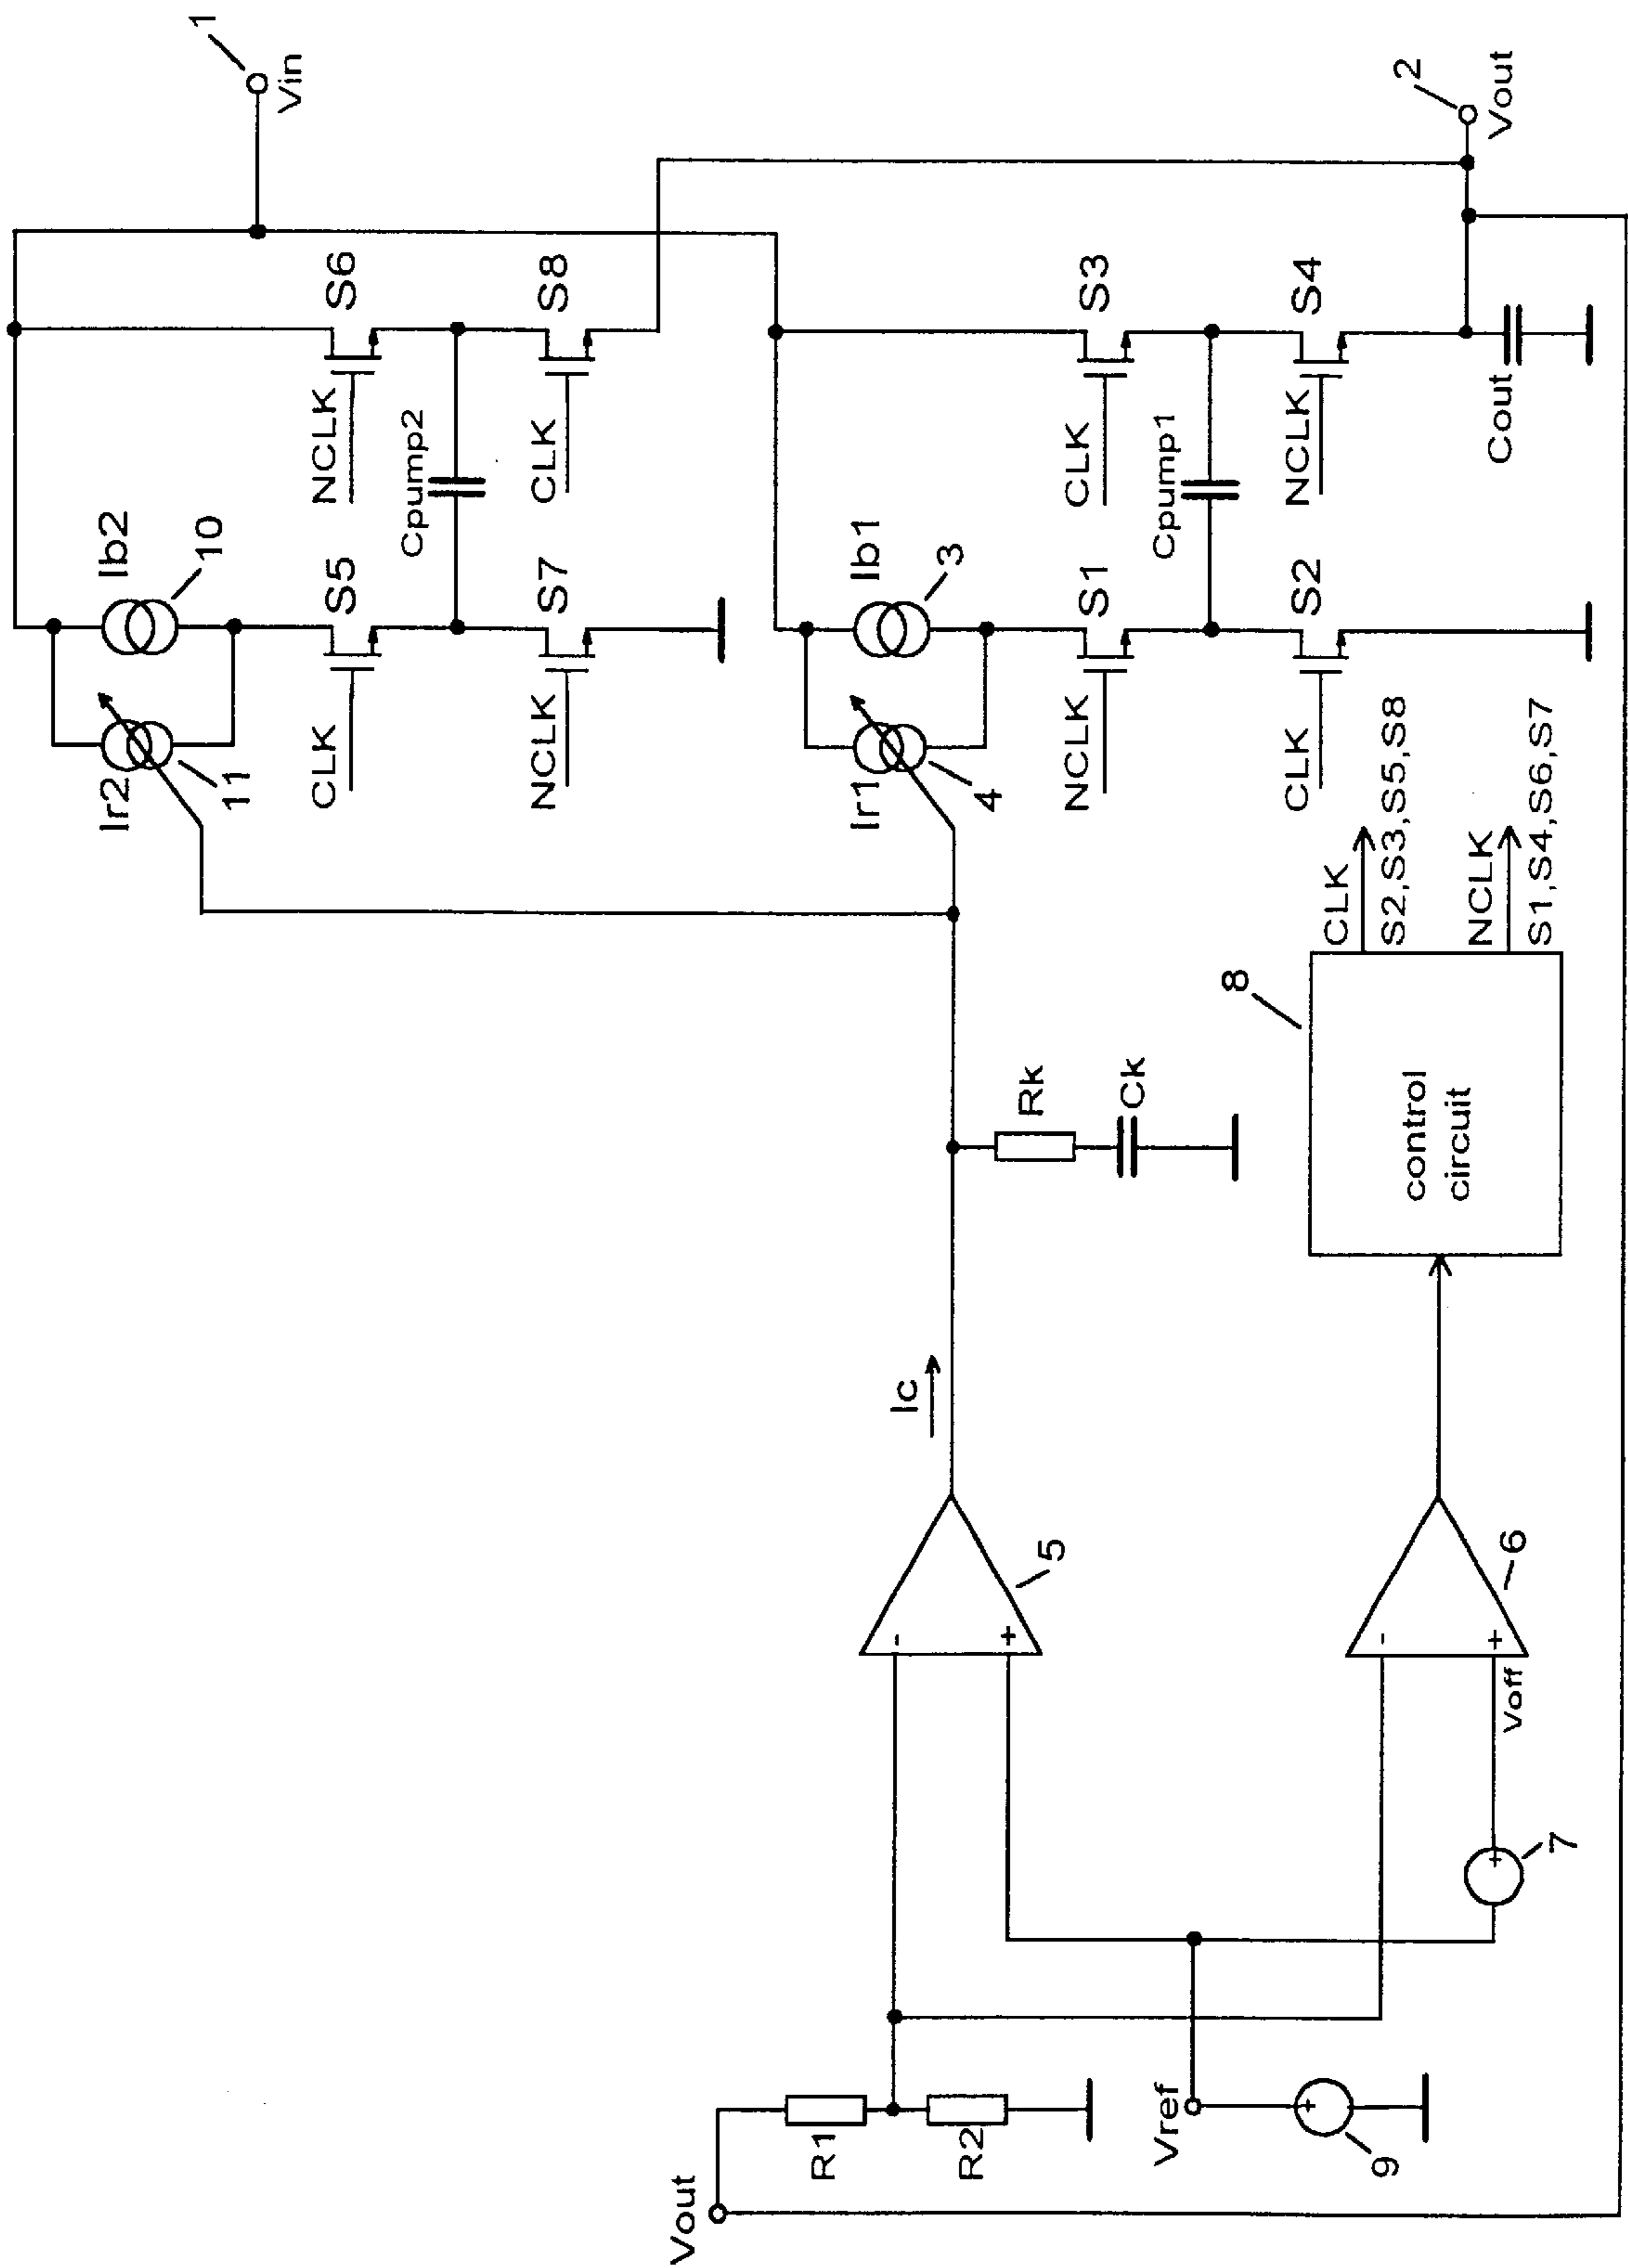 1
Vin
Ib2
10
Ir2
11
S6
NCLK
S5
CLK
Cpump2
S8
CLK
S7
NCLK
2
Vout
Ib1
3
Ir1
4
S3
CLK
S1
NCLK
Cpump1
S4
NCLK
S2
CLK
Cout
CLK
S2,S3,S5,S8
NCLK
S1,S4,S6,S7
8
control
circuit
Rk
Ck
Ic
-
+
5
-
+
6
Voff
+
7
Vout
R1
R2
Vref
+
9